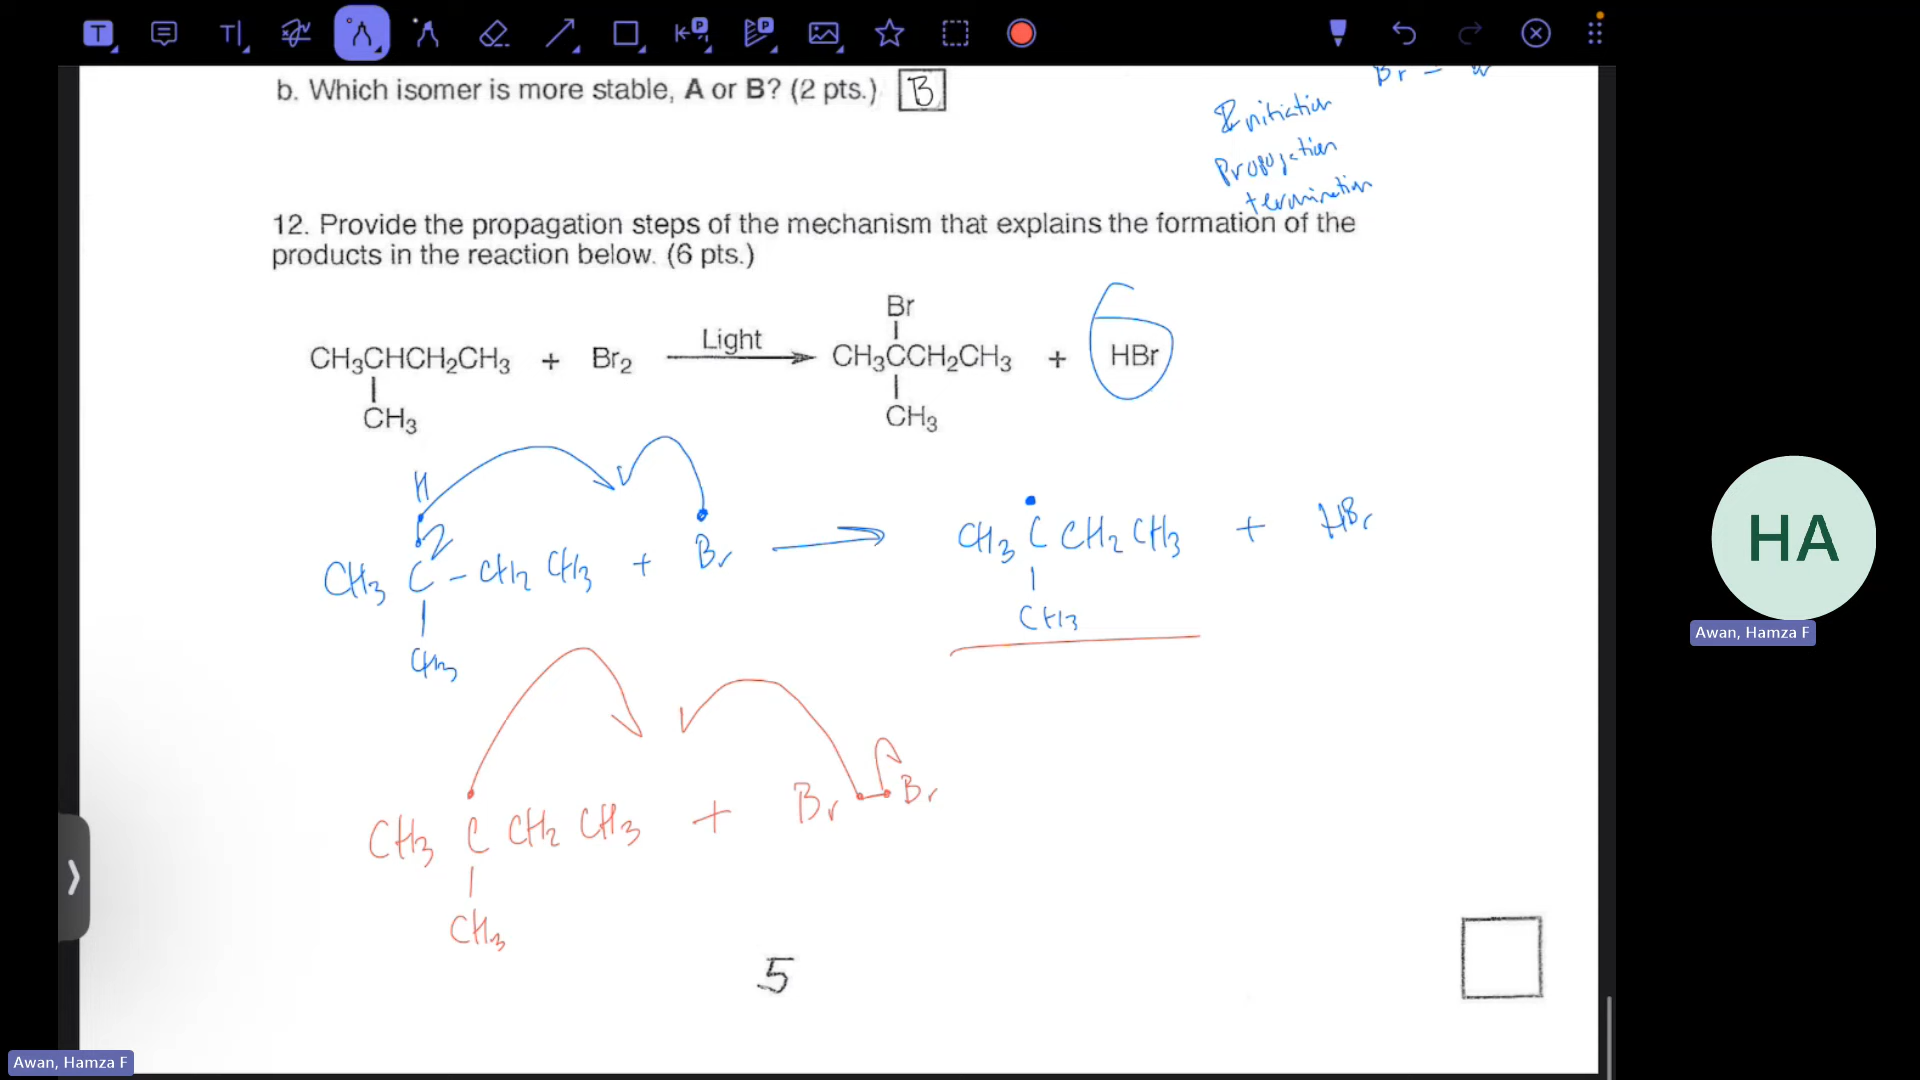 T T|
b. Which isomer is more stable, A or B? (2 pts.) B
Br –
Initiation
Propogation
termination
12. Provide the propagation steps of the mechanism that explains the formation of the
products in the reaction below. (6 pts.)
Br
CH3CHCH2CH3 + Br2 Light CH3CCH2CH3 + HBr
CH3 CH3
H
CH3 C – CH2 CH3 + Br CH3 C CH2 CH3 + HBr
CH3 CH3
CH3 C CH2 CH3 + Br Br
CH3
5
HA
Awan, Hamza F
Awan, Hamza F